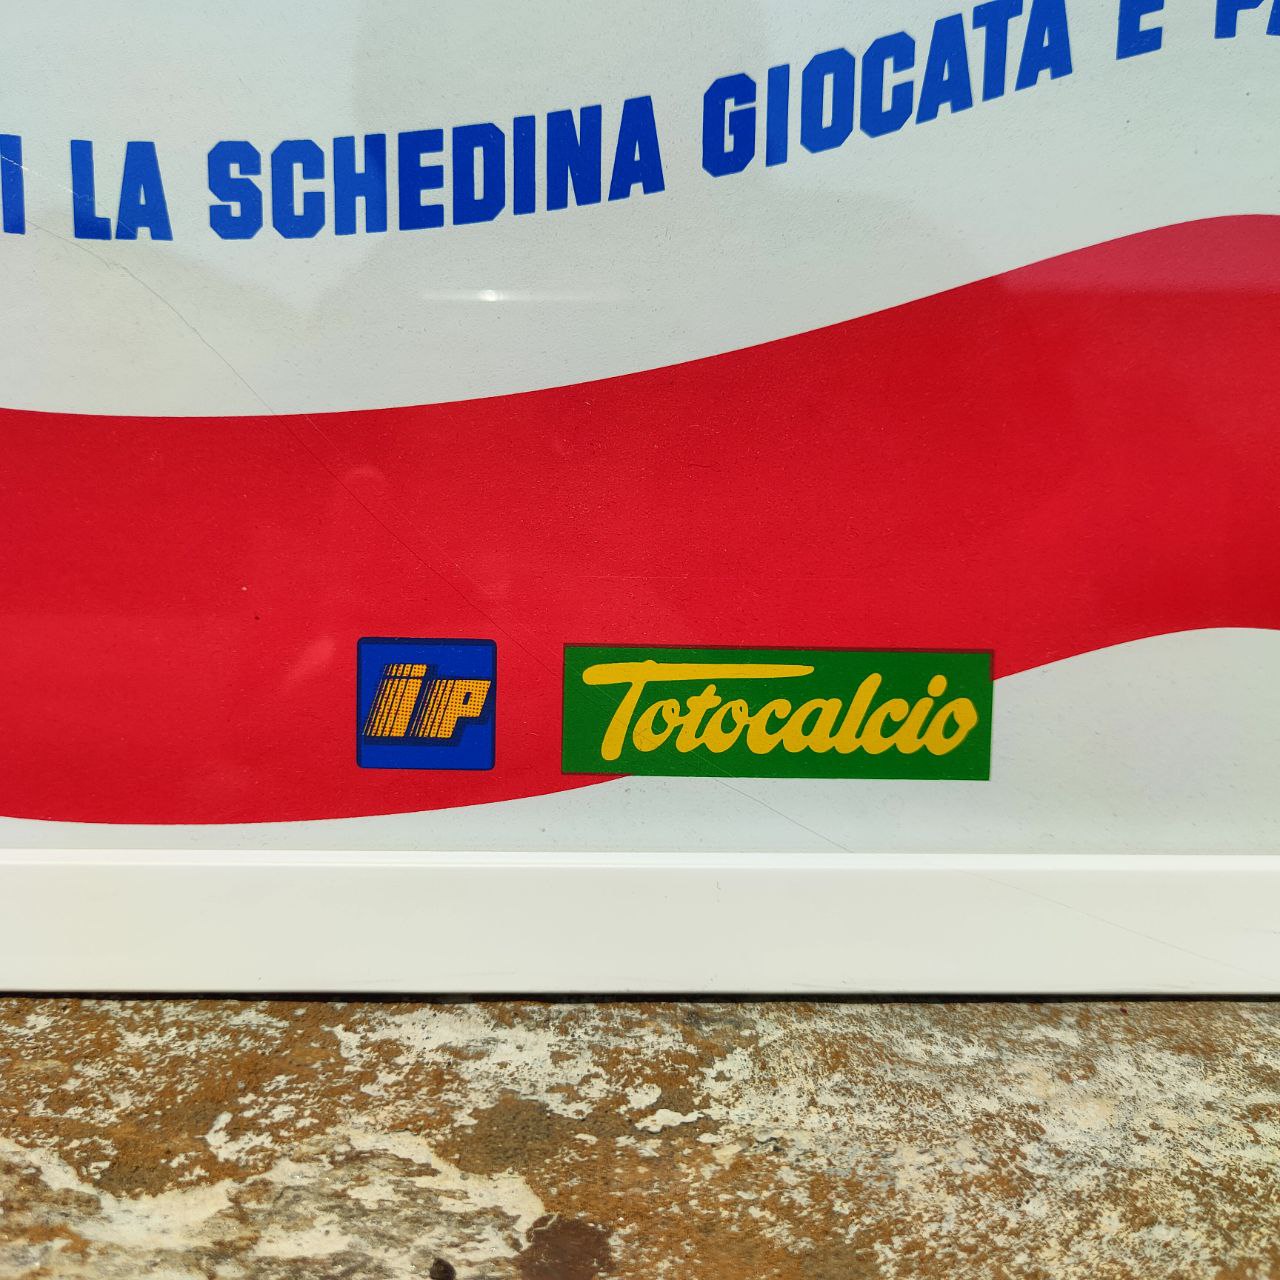 LA SCHEDINA GIOCATA E
ip
Totocalcio